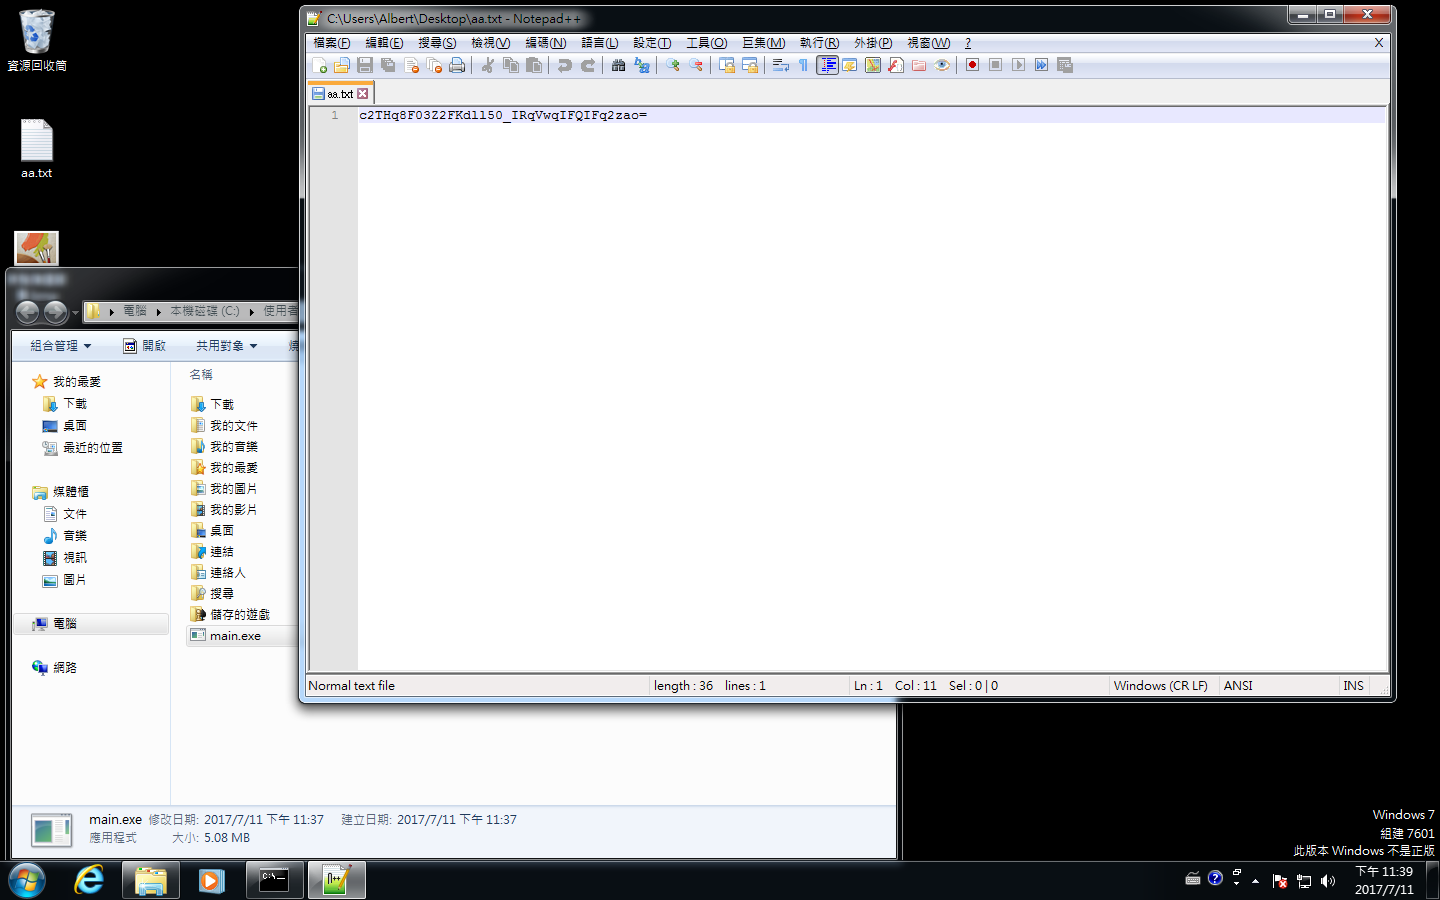 C:\Users\Albert\Desktop\aa.txt - Notepad++
檔案(F) 編輯(E) 搜尋(S) 檢視(V) 編碼(N) 語言(L) 設定(T) 工具(O) 巨集(M) 執行(R) 外掛(P) 視窗(W) ? X
aa.txt
1 c2THq8F03Z2FKdll50_IRqVwqIFQIFq2zao=
Normal text file length : 36 lines : 1 Ln : 1 Col : 11 Sel : 0 | 0 Windows (CR LF) ANSI INS
資源回收筒
aa.txt
電腦 本機磁碟 (C:) 使用者
組合管理 開啟 共用對象
我的最愛
下載
桌面
最近的位置
媒體櫃
文件
音樂
視訊
圖片
電腦
網路
名稱
下載
我的文件
我的音樂
我的最愛
我的圖片
我的影片
桌面
連結
連絡人
搜尋
儲存的遊戲
main.exe
main.exe 修改日期: 2017/7/11 下午 11:37 建立日期: 2017/7/11 下午 11:37
應用程式 大小: 5.08 MB
Windows 7
組建 7601
此版本 Windows 不是正版
下午 11:39
2017/7/11